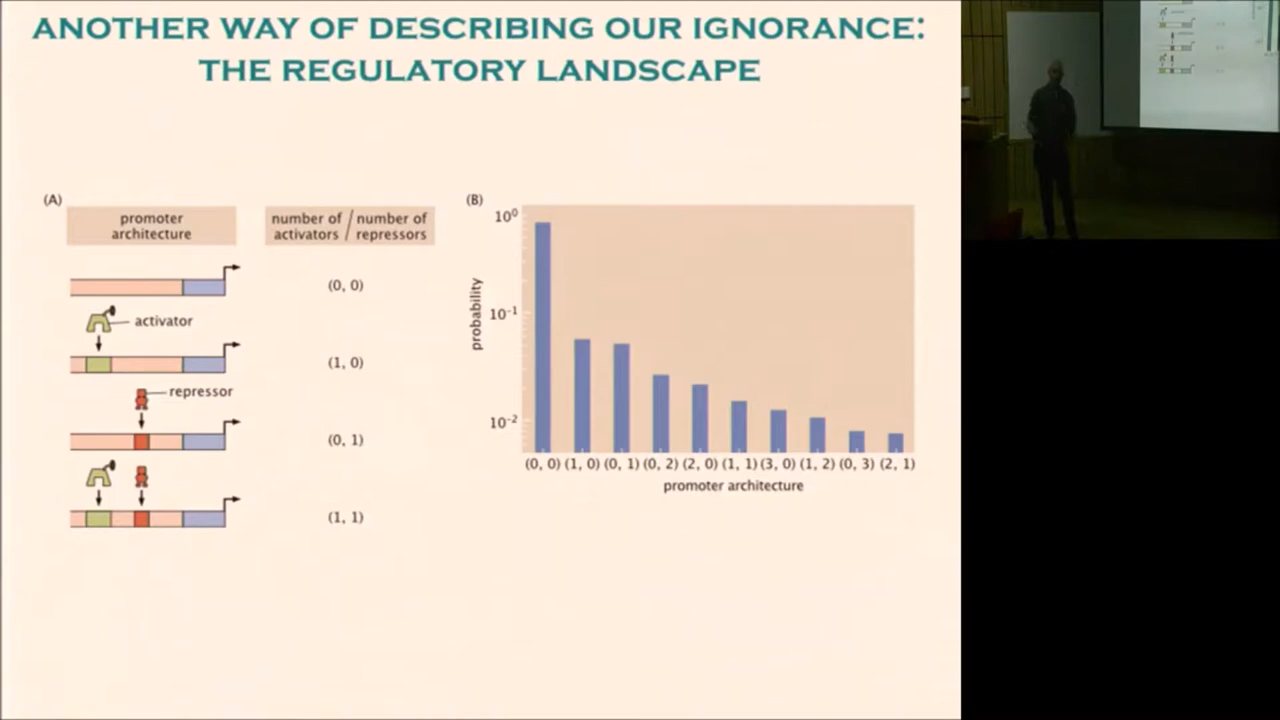 ANOTHER WAY OF DESCRIBING OUR IGNORANCE:
THE REGULATORY LANDSCAPE
(A)
promoter
architecture
number of / number of
activators / repressors
(0, 0)
activator
(1, 0)
repressor
(0, 1)
(1, 1)
(B)
10⁰
10⁻¹
10⁻²
probability
(0, 0) (1, 0) (0, 1) (0, 2) (2, 0) (1, 1) (3, 0) (1, 2) (0, 3) (2, 1)
promoter architecture